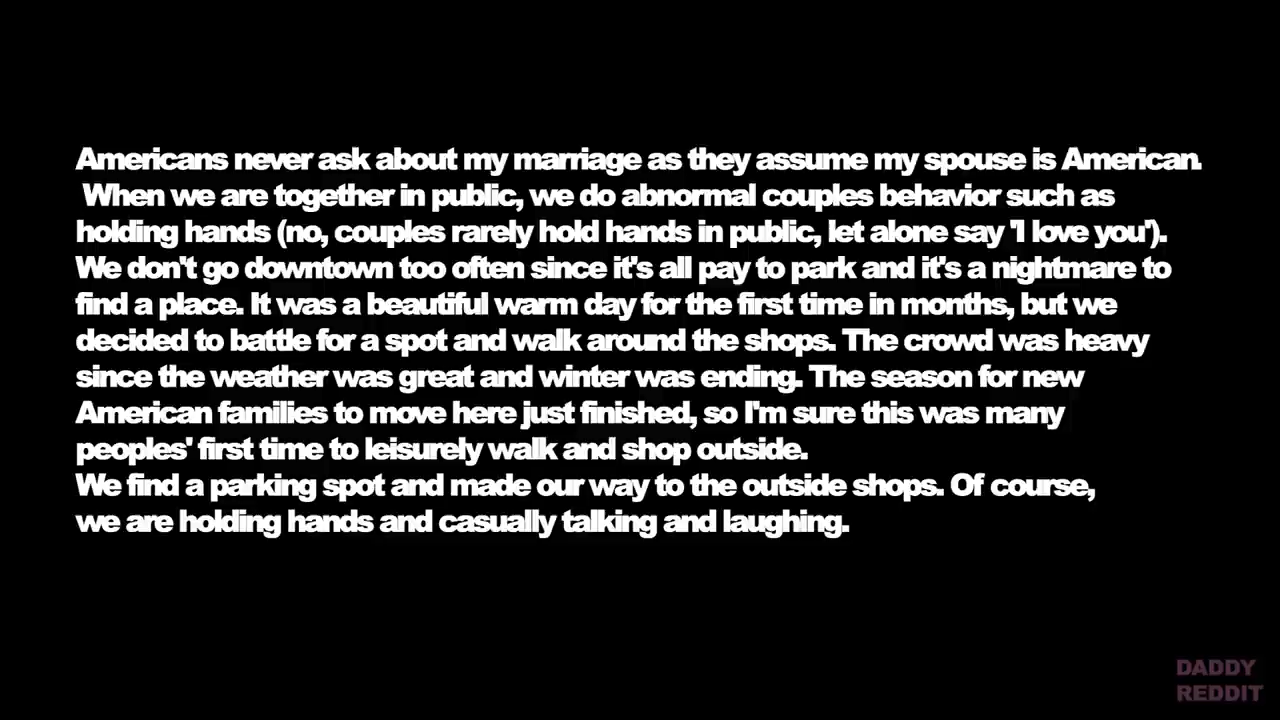 Americans never ask about my marriage as they assume my spouse is American.
When we are together in public, we do abnormal couples behavior such as
holding hands (no, couples rarely hold hands in public, let alone say 'I love you').
We don't go downtown too often since it's all pay to park and it's a nightmare to
find a place. It was a beautiful warm day for the first time in months, but we
decided to battle for a spot and walk around the shops. The crowd was heavy
since the weather was great and winter was ending. The season for new
American families to move here just finished, so I'm sure this was many
peoples' first time to leisurely walk and shop outside.
We find a parking spot and made our way to the outside shops. Of course,
we are holding hands and casually talking and laughing.
DADDY
REDDIT